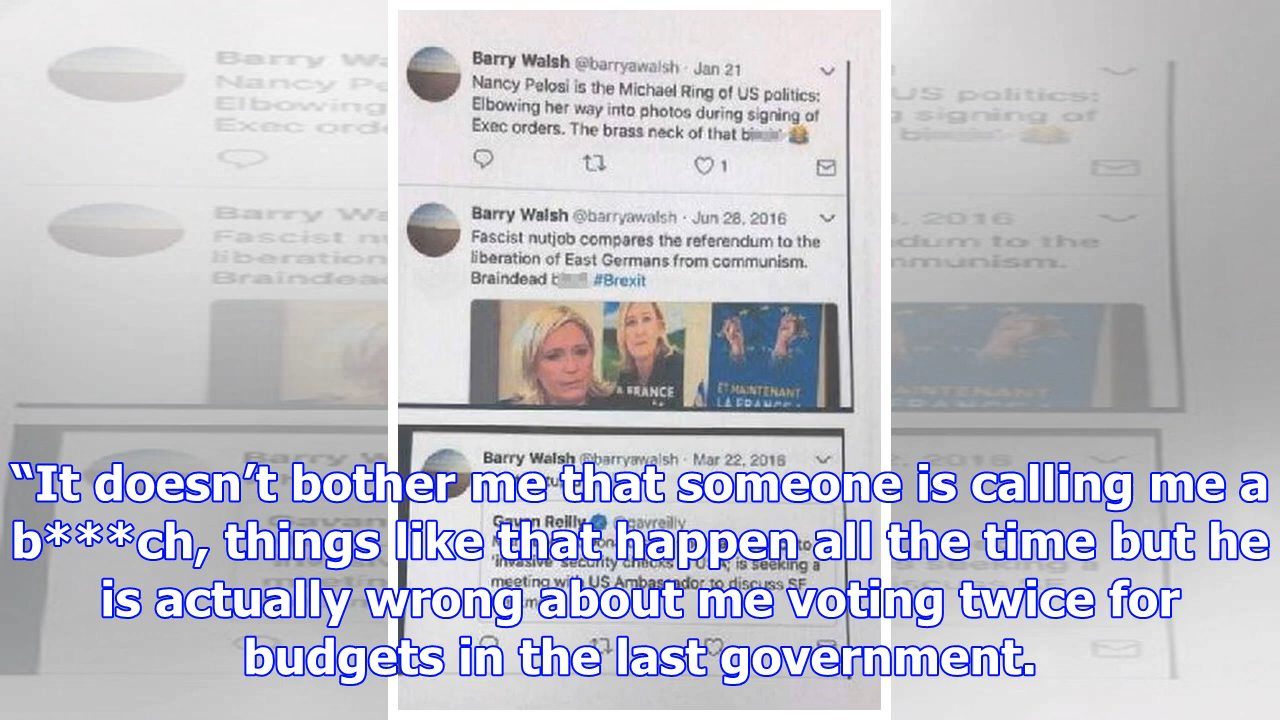 Barry Walsh @barryawalsh · Jan 21
Nancy Pelosi is the Michael Ring of US politics:
Elbowing her way into photos during signing of
Exec orders. The brass neck of that b
1
Barry Walsh @barryawalsh · Jun 28, 2016
Fascist nutjob compares the referendum to the
liberation of East Germans from communism.
Braindead b #Brexit
A FRANCE
ET MAINTENANT
LA FRANCE
Barry Walsh @barryawalsh · Mar 22, 2016
Gavan Reilly @gavreilly
'invasive' security checks is seeking a
meeting with US Ambassador to discuss SF
“It doesn’t bother me that someone is calling me a
b***ch, things like that happen all the time but he
is actually wrong about me voting twice for
budgets in the last government.